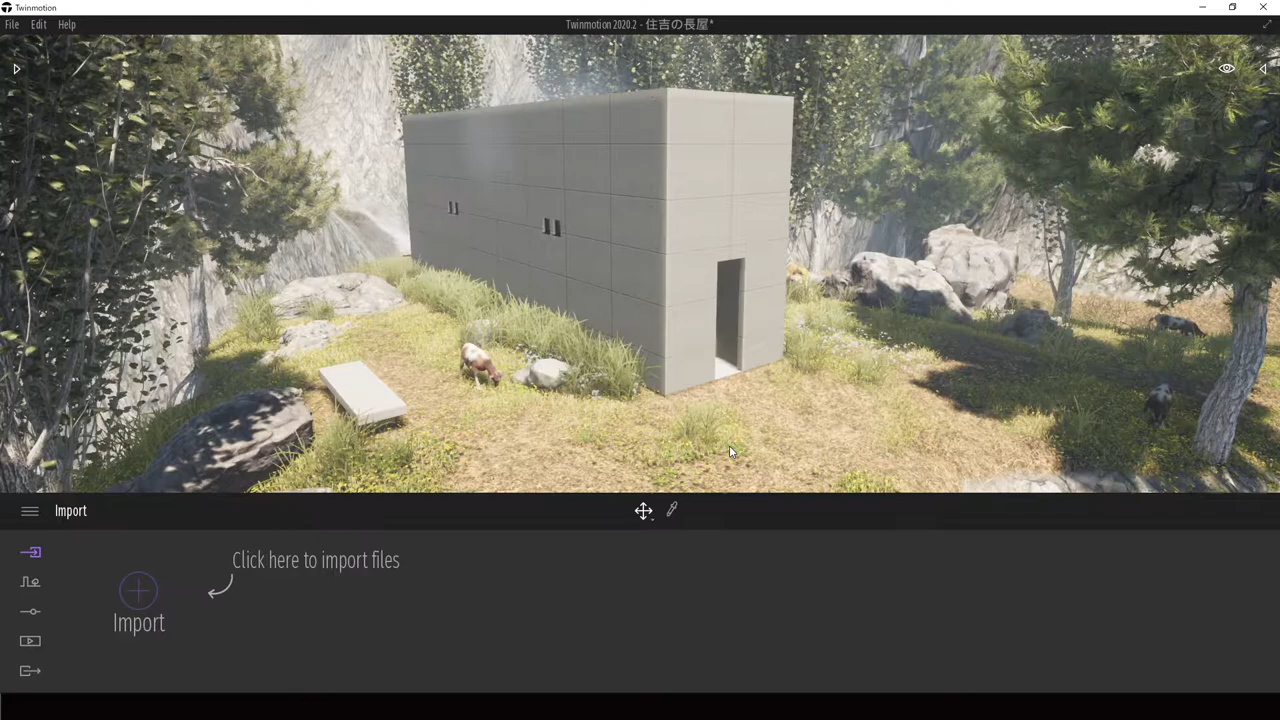 Twinmotion
File Edit Help
Twinmotion 2020.2 - 住吉の長屋*
Import
Click here to import files
Import